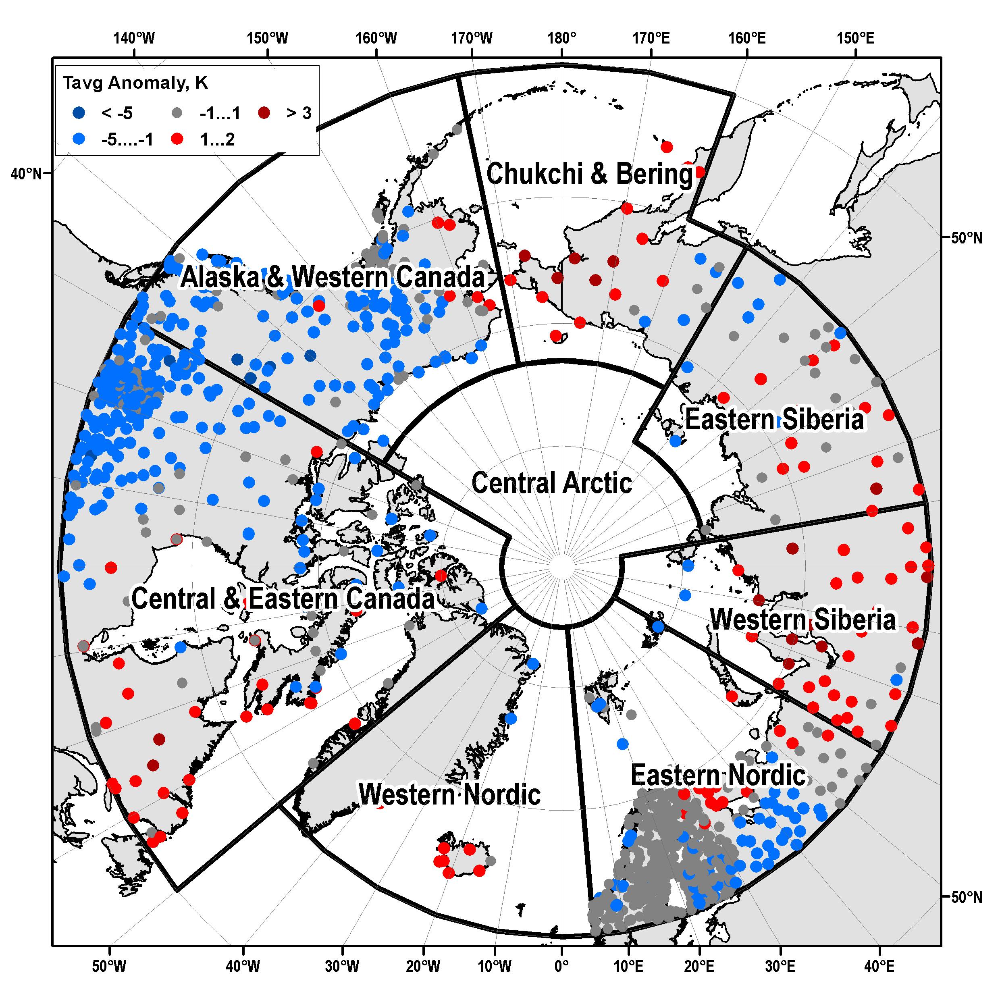 140°W 150°W 160°W 170°W 180° 170°E 160°E 150°E
Tavg Anomaly, K
< -5 -1...1 > 3
-5....-1 1...2
40°N
Chukchi & Bering
50°N
Alaska & Western Canada
Eastern Siberia
Central Arctic
Central & Eastern Canada
Western Siberia
Eastern Nordic
Western Nordic
50°N
50°W 40°W 30°W 20°W 10°W 0° 10°E 20°E 30°E 40°E